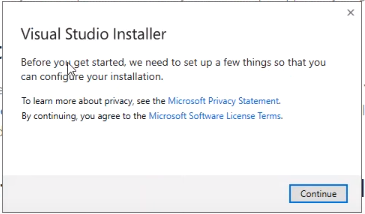 Visual Studio Installer
Before you get started, we need to set up a few things so that you
can configure your installation.
To learn more about privacy, see the Microsoft Privacy Statement.
By continuing, you agree to the Microsoft Software License Terms.
Continue